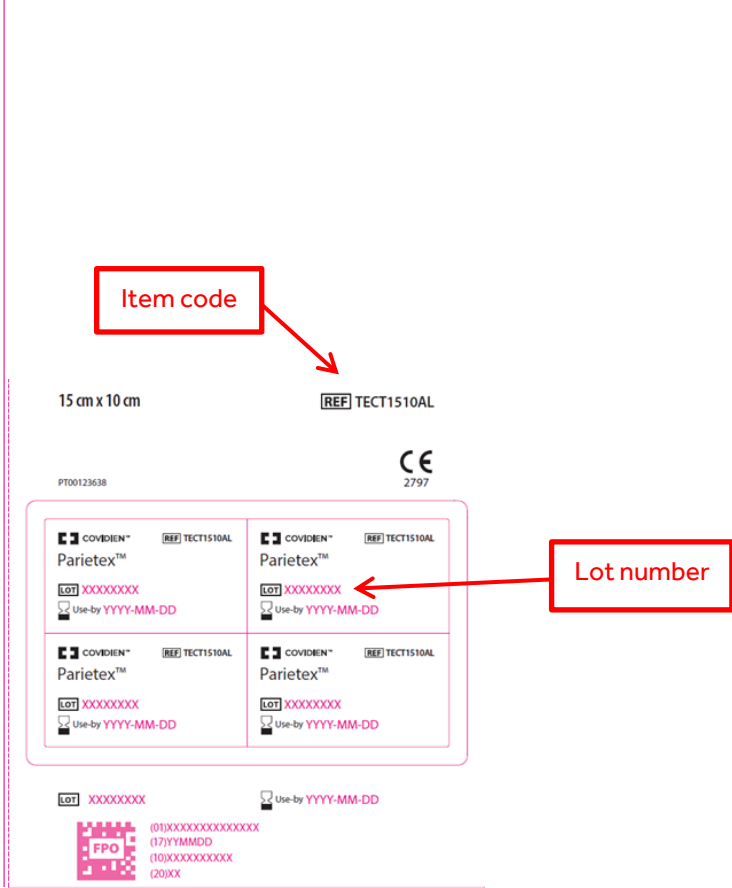 Item code
15 cm x 10 cm REF TECT1510AL
PT00123638 2797
COVIDIEN™ REF TECT1510AL
Parietex™
LOT XXXXXXXX
Use-by YYYY-MM-DD
COVIDIEN™ REF TECT1510AL
Parietex™
LOT XXXXXXXX
Use-by YYYY-MM-DD
Lot number
COVIDIEN™ REF TECT1510AL
Parietex™
LOT XXXXXXXX
Use-by YYYY-MM-DD
COVIDIEN™ REF TECT1510AL
Parietex™
LOT XXXXXXXX
Use-by YYYY-MM-DD
LOT XXXXXXXX Use-by YYYY-MM-DD
FPO
(01)XXXXXXXXXXXXXX
(17)YYMMDD
(10)XXXXXXXXXX
(20)XX